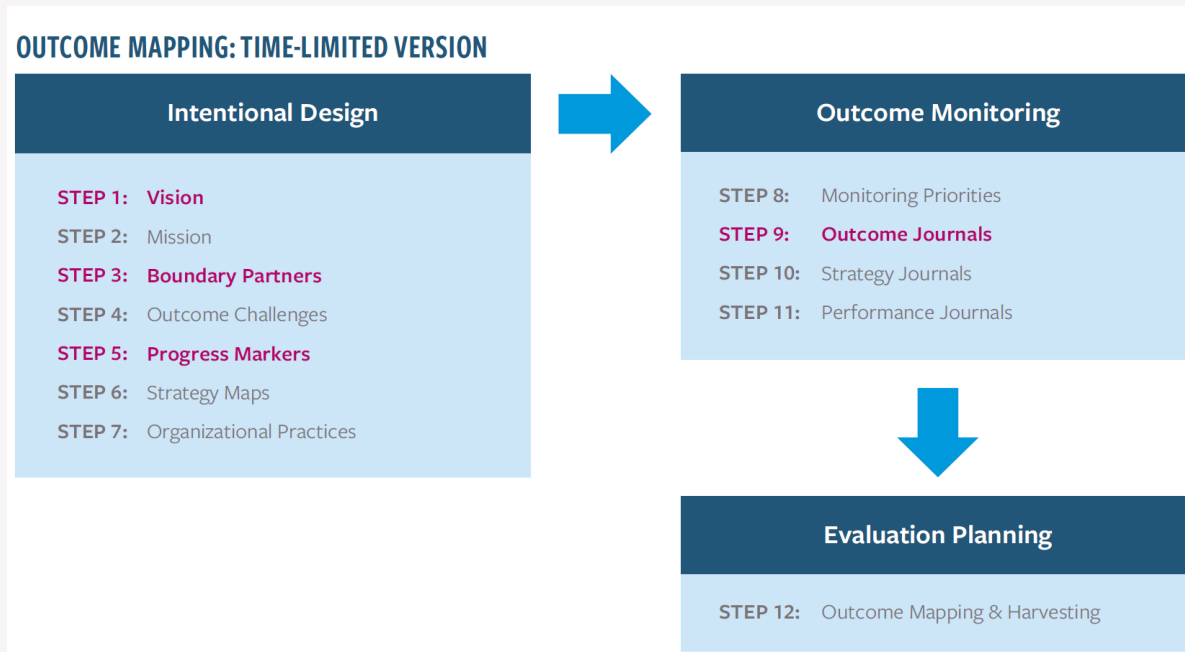 OUTCOME MAPPING: TIME-LIMITED VERSION
Intentional Design
STEP 1: Vision
STEP 2: Mission
STEP 3: Boundary Partners
STEP 4: Outcome Challenges
STEP 5: Progress Markers
STEP 6: Strategy Maps
STEP 7: Organizational Practices
Outcome Monitoring
STEP 8: Monitoring Priorities
STEP 9: Outcome Journals
STEP 10: Strategy Journals
STEP 11: Performance Journals
Evaluation Planning
STEP 12: Outcome Mapping & Harvesting